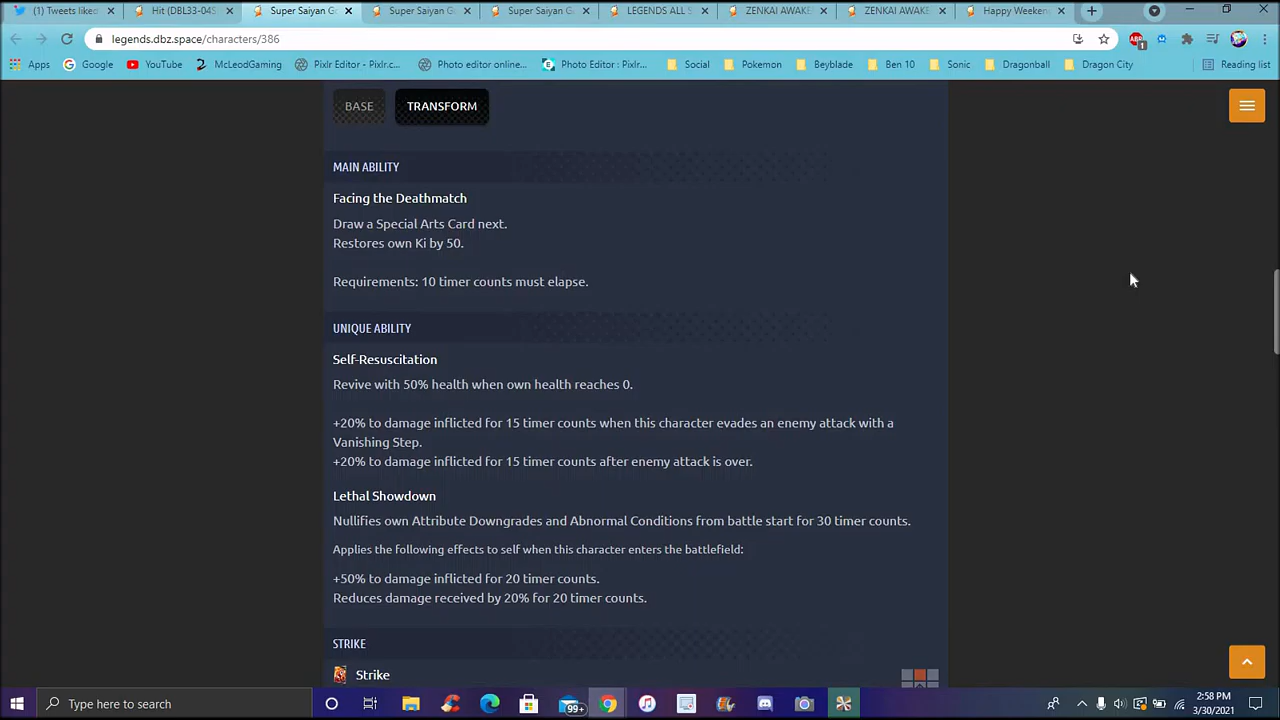 (1) Tweets liked
Hit (DBL33-04S
Super Saiyan Go
Super Saiyan Go
Super Saiyan Go
LEGENDS ALL S
ZENKAI AWAKE
ZENKAI AWAKE
Happy Weekend
legends.dbz.space/characters/386
Apps Google YouTube McLeodGaming Pixlr Editor - Pixlr.c... Photo editor online... Photo Editor : Pixlr... Social Pokemon Beyblade Ben 10 Sonic Dragonball Dragon City Reading list
BASE TRANSFORM
MAIN ABILITY
Facing the Deathmatch
Draw a Special Arts Card next.
Restores own Ki by 50.
Requirements: 10 timer counts must elapse.
UNIQUE ABILITY
Self-Resuscitation
Revive with 50% health when own health reaches 0.
+20% to damage inflicted for 15 timer counts when this character evades an enemy attack with a
Vanishing Step.
+20% to damage inflicted for 15 timer counts after enemy attack is over.
Lethal Showdown
Nullifies own Attribute Downgrades and Abnormal Conditions from battle start for 30 timer counts.
Applies the following effects to self when this character enters the battlefield:
+50% to damage inflicted for 20 timer counts.
Reduces damage received by 20% for 20 timer counts.
STRIKE
Strike
Type here to search
99+
2:58 PM
3/30/2021